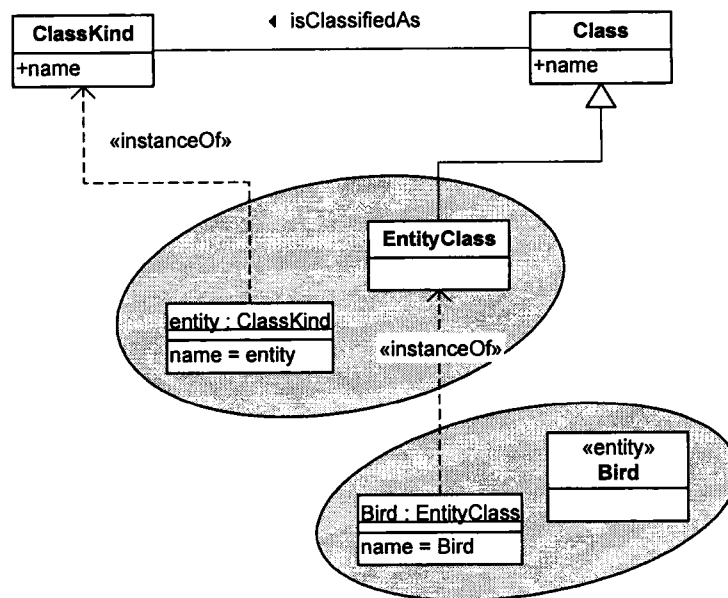 ClassKind
+name
◄ isClassifiedAs
Class
+name
«instanceOf»
EntityClass
entity : ClassKind
name = entity
«instanceOf»
«entity»
Bird
Bird : EntityClass
name = Bird